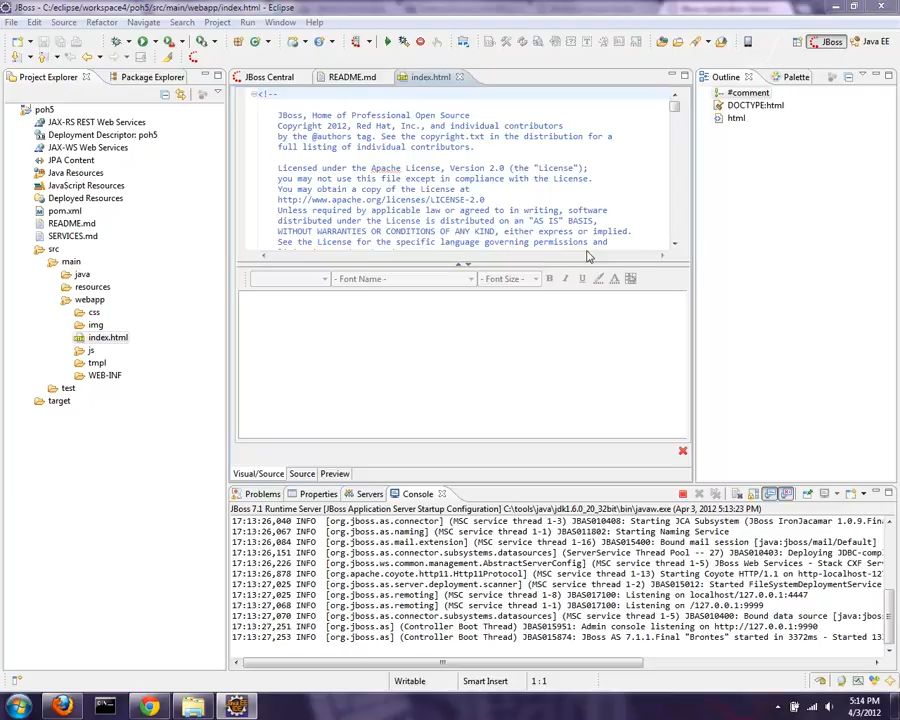 JBoss - C:/eclipse/workspace4/poh5/src/main/webapp/index.html - Eclipse
File Edit Source Refactor Navigate Search Project Run Window Help
JBoss Java EE
Project Explorer Package Explorer
JBoss Central README.md index.html
Outline Palette
poh5
JAX-RS REST Web Services
Deployment Descriptor: poh5
JAX-WS Web Services
JPA Content
Java Resources
JavaScript Resources
Deployed Resources
pom.xml
README.md
SERVICES.md
src
main
java
resources
webapp
css
img
index.html
js
tmpl
WEB-INF
test
target
<!--
JBoss, Home of Professional Open Source
Copyright 2012, Red Hat, Inc., and individual contributors
by the @authors tag. See the copyright.txt in the distribution for a
full listing of individual contributors.
Licensed under the Apache License, Version 2.0 (the "License");
you may not use this file except in compliance with the License.
You may obtain a copy of the License at
http://www.apache.org/licenses/LICENSE-2.0
Unless required by applicable law or agreed to in writing, software
distributed under the License is distributed on an "AS IS" BASIS,
WITHOUT WARRANTIES OR CONDITIONS OF ANY KIND, either express or implied.
See the License for the specific language governing permissions and
- Font Name - - Font Size - B I U
Visual/Source Source Preview
#comment
DOCTYPE:html
html
Problems Properties Servers Console
JBoss 7.1 Runtime Server [JBoss Application Server Startup Configuration] C:\tools\java\jdk1.6.0_20_32bit\bin\javaw.exe (Apr 3, 2012 5:13:23 PM)
17:13:26,040 INFO [org.jboss.as.connector] (MSC service thread 1-3) JBAS010408: Starting JCA Subsystem (JBoss IronJacamar 1.0.9.Fina
17:13:26,071 INFO [org.jboss.as.naming] (MSC service thread 1-1) JBAS011802: Starting Naming Service
17:13:26,085 INFO [org.jboss.as.mail.extension] (MSC service thread 1-16) JBAS015400: Bound mail session [java:jboss/mail/Default]
17:13:26,151 INFO [org.jboss.as.connector.subsystems.datasources] (ServerService Thread Pool -- 27) JBAS010403: Deploying JDBC-comp
17:13:26,226 INFO [org.jboss.ws.common.management.AbstractServerConfig] (MSC service thread 1-5) JBoss Web Services - Stack CXF Ser
17:13:26,878 INFO [org.apache.coyote.http11.Http11Protocol] (MSC service thread 1-13) Starting Coyote HTTP/1.1 on http-localhost-127
17:13:27,084 INFO [org.jboss.as.server.deployment.scanner] (MSC service thread 1-2) JBAS015012: Started FileSystemDeploymentService
17:13:27,025 INFO [org.jboss.as.remoting] (MSC service thread 1-8) JBAS017100: Listening on localhost/127.0.0.1:4447
17:13:27,068 INFO [org.jboss.as.remoting] (MSC service thread 1-1) JBAS017100: Listening on /127.0.0.1:9999
17:13:27,070 INFO [org.jboss.as.connector.subsystems.datasources] (MSC service thread 1-5) JBAS010400: Bound data source [java:jbos
17:13:27,251 INFO [org.jboss.as] (Controller Boot Thread) JBAS015951: Admin console listening on http://127.0.0.1:9990
17:13:27,253 INFO [org.jboss.as] (Controller Boot Thread) JBAS015874: JBoss AS 7.1.1.Final "Brontes" started in 3372ms - Started 13
Writable Smart Insert 1 : 1
5:14 PM
4/3/2012